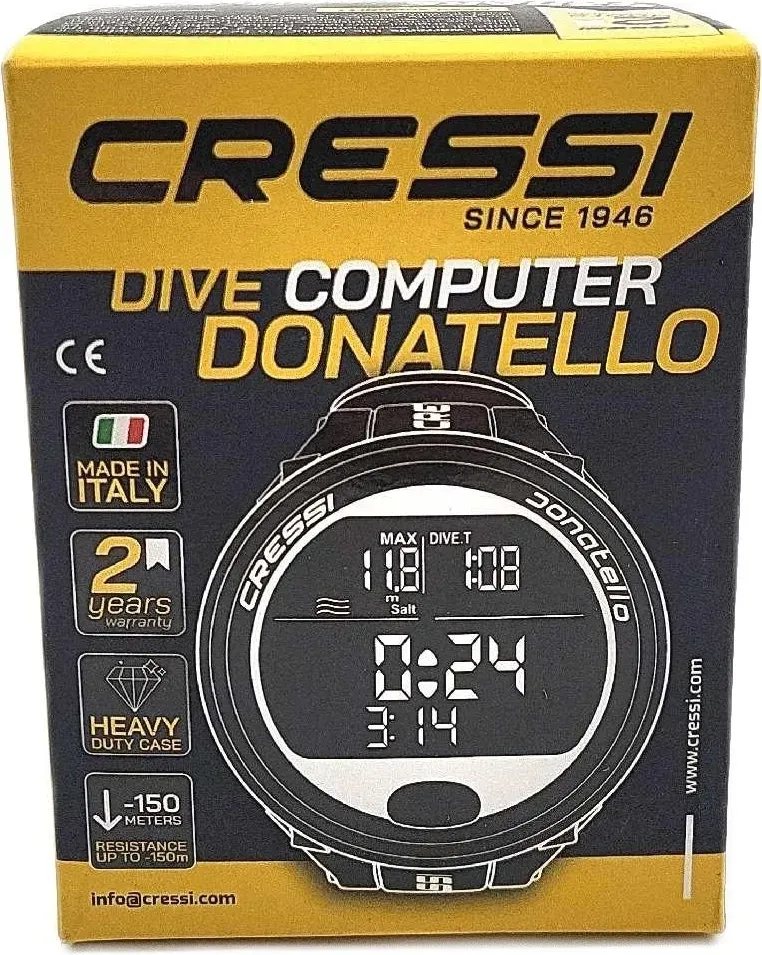 CRESSI
SINCE 1946
DIVE COMPUTER
DONATELLO
CE
MADE IN
ITALY
2
years
warranty
HEAVY
DUTY CASE
-150
METERS
RESISTANCE
UP TO -150m
CRESSI
Donatello
MAX DIVE.T
11.8 1:08
m
Salt
0:24
3:14
www.cressi.com
info@cressi.com